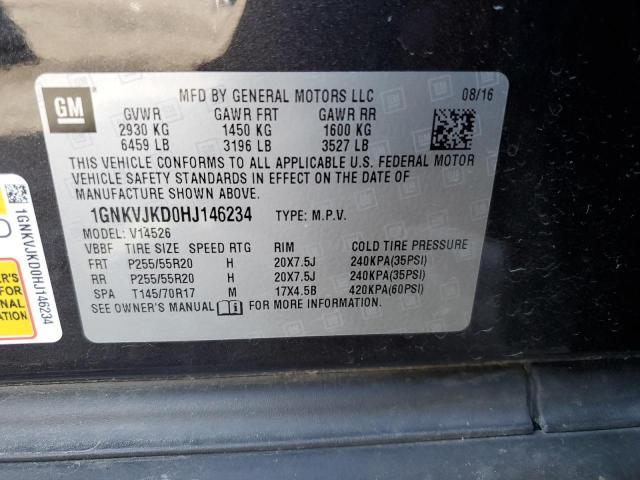 GM
MFD BY GENERAL MOTORS LLC 08/16
GVWR GAWR FRT GAWR RR
2930 KG 1450 KG 1600 KG
6459 LB 3196 LB 3527 LB
THIS VEHICLE CONFORMS TO ALL APPLICABLE U.S. FEDERAL MOTOR
VEHICLE SAFETY STANDARDS IN EFFECT ON THE DATE OF
MANUFACTURE SHOWN ABOVE.
1GNKVJKD0HJ146234 TYPE: M.P.V.
MODEL: V14526
VBBF TIRE SIZE SPEED RTG RIM COLD TIRE PRESSURE
FRT P255/55R20 H 20X7.5J 240KPA(35PSI)
RR P255/55R20 H 20X7.5J 240KPA(35PSI)
SPA T145/70R17 M 17X4.5B 420KPA(60PSI)
SEE OWNER'S MANUAL FOR MORE INFORMATION.
1GNKVJKD0HJ146234